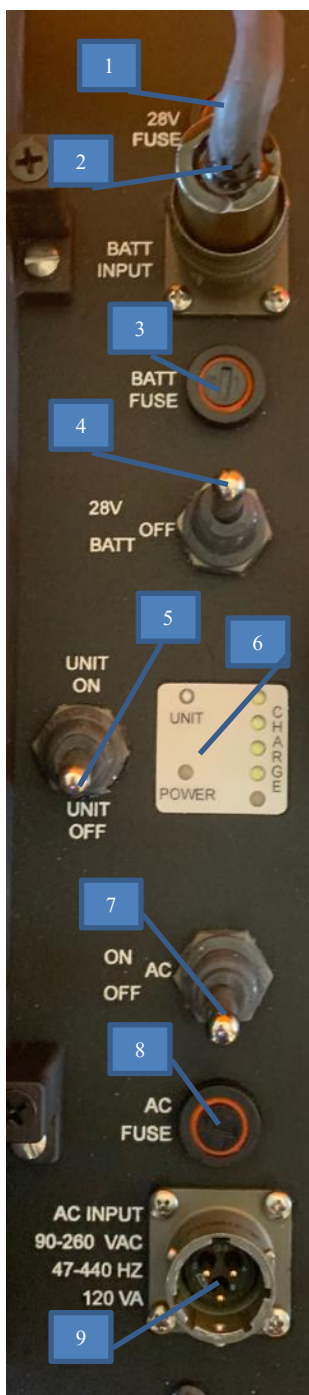 1
28V
FUSE
2
BATT
INPUT
3
BATT
FUSE
4
28V
OFF
BATT
5
6
UNIT
ON
UNIT
CHARGE
POWER
UNIT
OFF
7
ON
AC
OFF
8
AC
FUSE
AC INPUT
90-260 VAC
47-440 HZ
120 VA
9